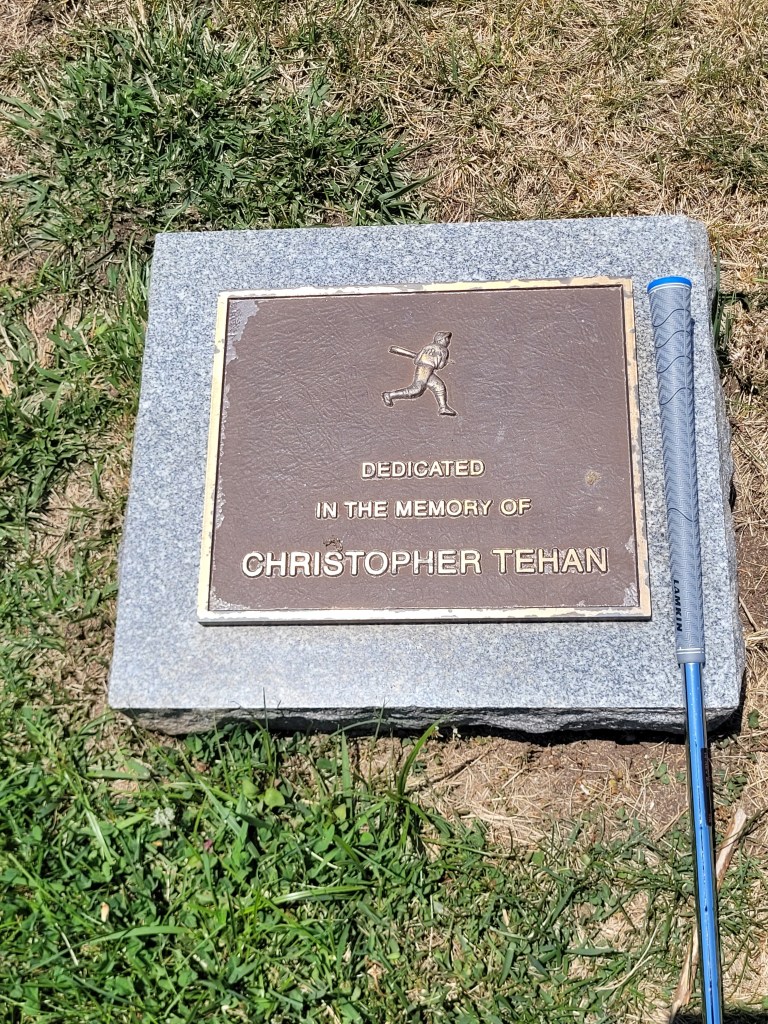 DEDICATED
IN THE MEMORY OF
CHRISTOPHER TEHAN
LAMKIN